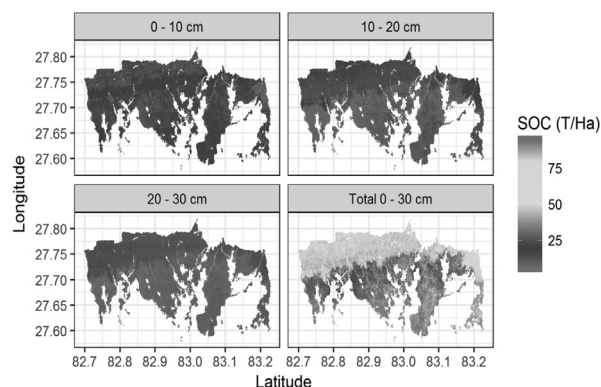 0 - 10 cm
10 - 20 cm
27.80
27.75
27.70
27.65
27.60
SOC (T/Ha)
75
50
25
Longitude
20 - 30 cm
Total 0 - 30 cm
27.80
27.75
27.70
27.65
27.60
82.7 82.8 82.9 83.0 83.1 83.2
82.7 82.8 82.9 83.0 83.1 83.2
Latitude